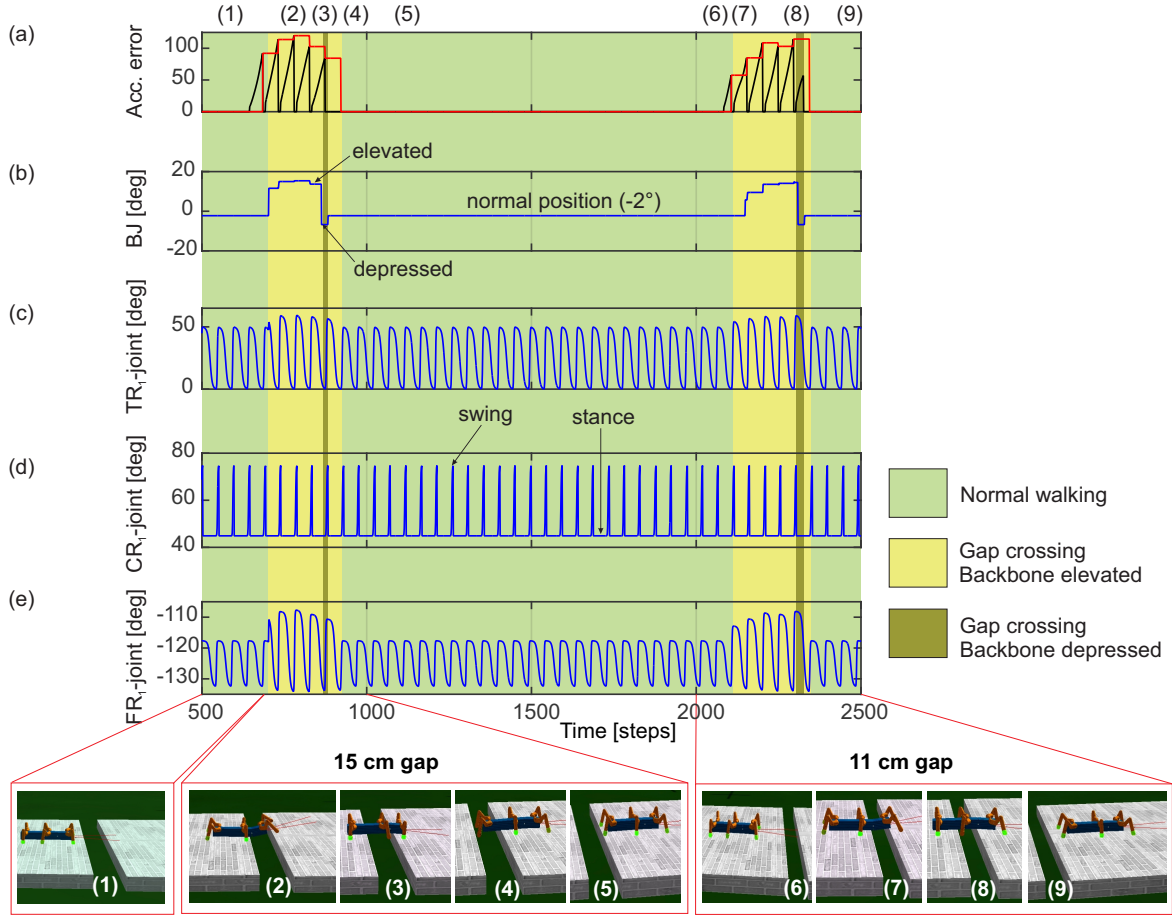 (1) (2) (3) (4) (5) (6) (7) (8) (9)
(a)
Acc. error
100
50
0
(b)
BJ [deg]
20
0
-20
elevated
normal position (-2°)
depressed
(c)
TR₁-joint [deg]
50
0
(d)
CR₁-joint [deg]
80
60
40
swing
stance
(e)
FR₁-joint [deg]
-110
-120
-130
500 1000 1500 2000 2500
Time [steps]
Normal walking
Gap crossing
Backbone elevated
Gap crossing
Backbone depressed
15 cm gap
11 cm gap
(1) (2) (3) (4) (5) (6) (7) (8) (9)